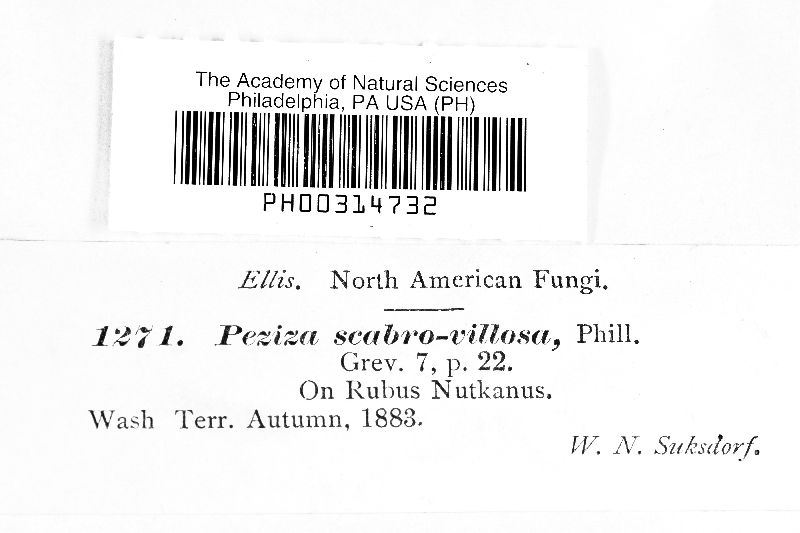 The Academy of Natural Sciences
Philadelphia, PA USA (PH)
PH00314732
Ellis. North American Fungi.
1271. Peziza scabro-villosa, Phill.
Grev. 7, p. 22.
On Rubus Nutkanus.
Wash Terr. Autumn, 1883.
W. N. Suksdorf.